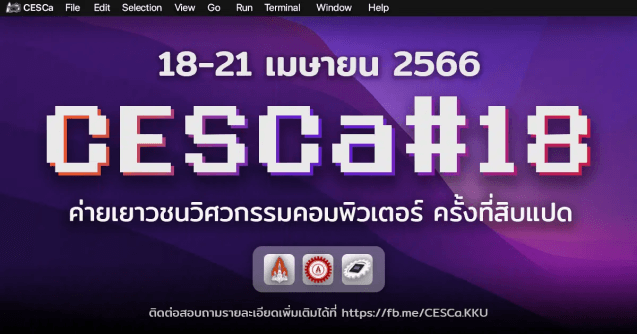 CESCa File Edit Selection View Go Run Terminal Window Help
18-21 เมษายน 2566
CESCa#18
ค่ายเยาวชนวิศวกรรมคอมพิวเตอร์ ครั้งที่สิบแปด
ติดต่อสอบถามรายละเอียดเพิ่มเติมได้ที่ https://fb.me/CESCa.KKU